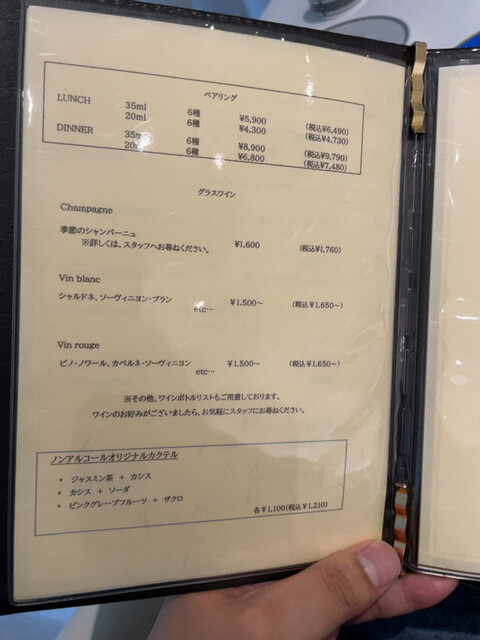 ペアリング
LUNCH 35ml 6種 ¥5,900 (税込¥6,490)
20ml 6種 ¥4,300 (税込¥4,730)
DINNER 35ml 6種 ¥8,900 (税込¥9,790)
20ml 6種 ¥6,800 (税込¥7,480)
グラスワイン
Champagne
季節のシャンパーニュ ¥1.600 (税込¥1,760)
※詳しくは、スタッフへお尋ねください。
Vin blanc
シャルドネ、ソーヴィニヨン・ブラン ¥1.500~ (税込¥1.650~)
etc…
Vin rouge
ピノ・ノワール、カベルネ・ソーヴィニヨン ¥1.500~ (税込¥1.650~)
etc…
※その他、ワインボトルリストもご用意しております。
ワインのお好みがございましたら、お気軽にスタッフにお尋ねください。
ノンアルコールオリジナルカクテル
・ ジャスミン茶 + カシス
・ カシス + ソーダ
・ ピンクグレープフルーツ + ザクロ
各¥1,100(税込¥1,210)